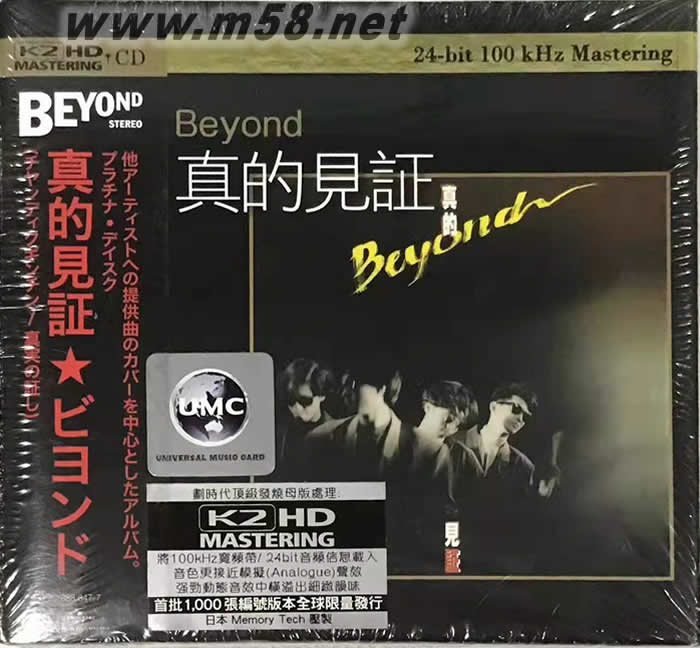 www.m58.net
K2 HD MASTERING + CD
24-bit 100 kHz Mastering
BEYOND
STEREO
真的見証★ビヨンド
他アーティストへの提供曲のカバーを中心としたアルバム。
プラチナ・デイスク
Beyond
真的見証
真的
Beyond
見証
UMC
UNIVERSAL MUSIC CARD
劃時代頂級發燒母版處理:
K2 HD
MASTERING
將100kHz寬頻帶/24bit音頻信息載入
音色更接近模擬(Analogue)聲效
强勁動態音效中橫溢出細緻韻味
首批1,000張編號版本全球限量發行
日本 Memory Tech 壓製